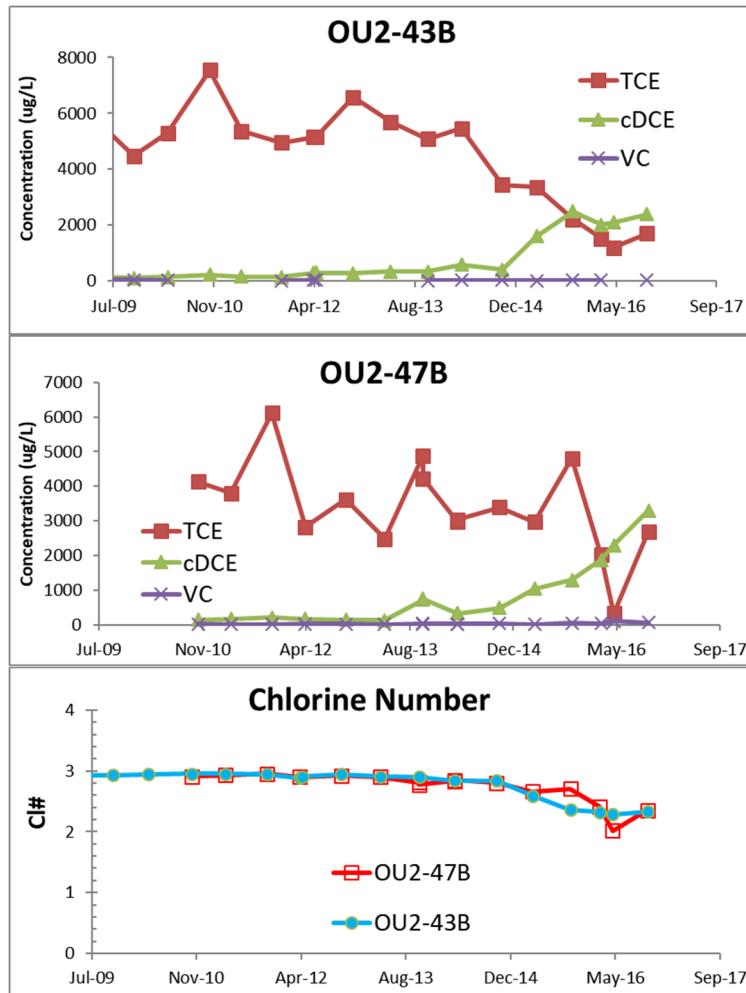 OU2-43B
Concentration (ug/L)
8000
6000
4000
2000
0
TCE
cDCE
VC
Jul-09 Nov-10 Apr-12 Aug-13 Dec-14 May-16 Sep-17
OU2-47B
Concentration (ug/L)
7000
6000
5000
4000
3000
2000
1000
0
TCE
cDCE
VC
Jul-09 Nov-10 Apr-12 Aug-13 Dec-14 May-16 Sep-17
Chlorine Number
Cl#
4
3
2
1
0
OU2-47B
OU2-43B
Jul-09 Nov-10 Apr-12 Aug-13 Dec-14 May-16 Sep-17